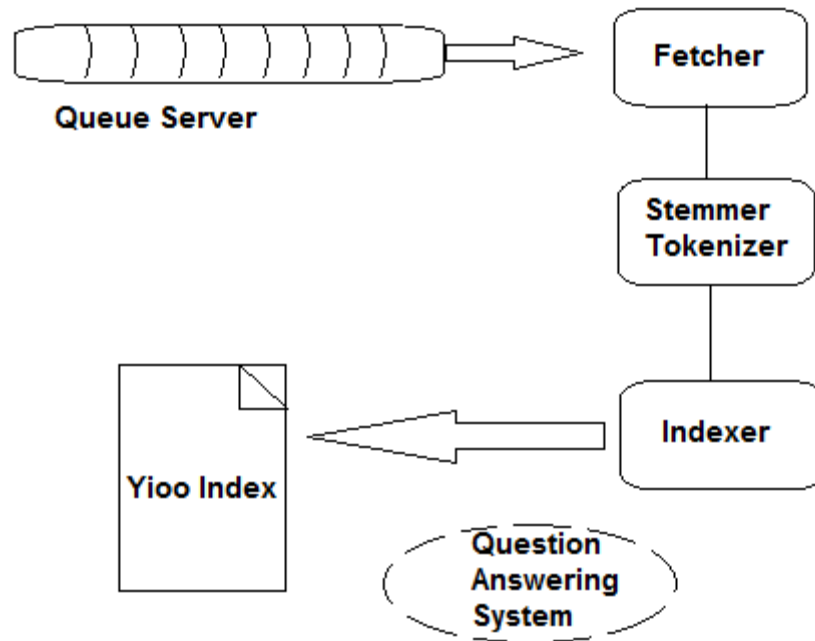 Fetcher
Queue Server
Stemmer
Tokenizer
Indexer
Yioo Index
Question
Answering
System